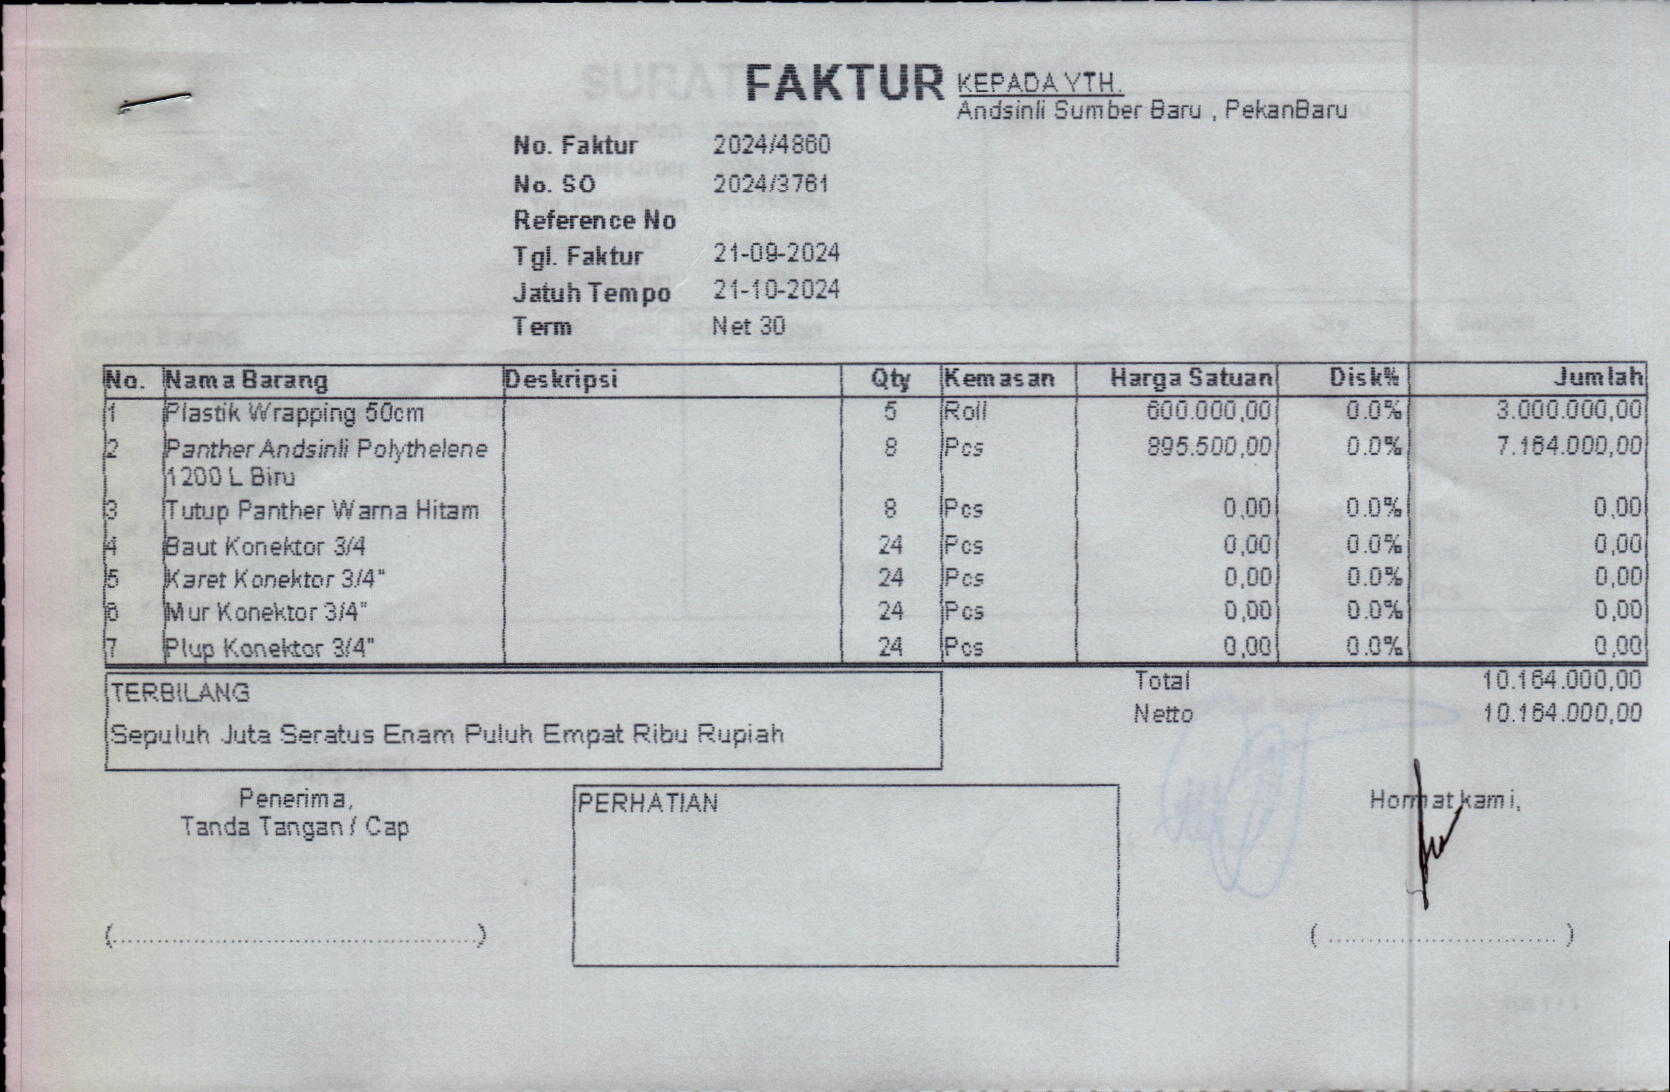 FAKTUR
KEPADA YTH.
Andsinli Sumber Baru , PekanBaru
No. Faktur 2024/4860
No. SO 2024/3761
Reference No
Tgl. Faktur 21-09-2024
Jatuh Tempo 21-10-2024
Term Net 30
No. Nama Barang Deskripsi Qty Kemasan Harga Satuan Disk% Jumlah
1 Plastik Wrapping 50cm 5 Roll 600.000,00 0.0% 3.000.000,00
2 Panther Andsinli Polythelene 8 Pcs 895.500,00 0.0% 7.164.000,00
1200 L Biru
3 Tutup Panther Warna Hitam 8 Pcs 0,00 0.0% 0,00
4 Baut Konektor 3/4 24 Pcs 0,00 0.0% 0,00
5 Karet Konektor 3/4" 24 Pcs 0,00 0.0% 0,00
6 Mur Konektor 3/4" 24 Pcs 0,00 0.0% 0,00
7 Plup Konektor 3/4" 24 Pcs 0,00 0.0% 0,00
Total 10.164.000,00
Netto 10.164.000,00
TERBILANG
Sepuluh Juta Seratus Enam Puluh Empat Ribu Rupiah
Penerima,
Tanda Tangan / Cap
PERHATIAN
Hormat kami,
(................................................)
( ............................. )